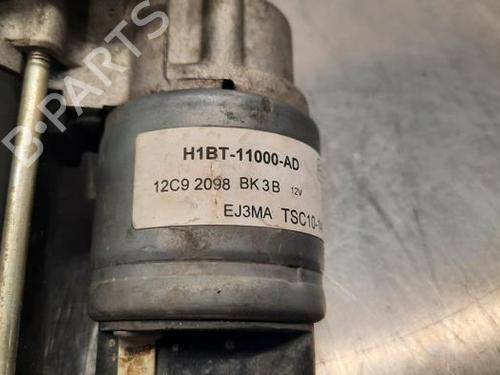 B-PARTS
H1BT-11000-AD
12C9 2098 BK3B 12V
EJ3MA